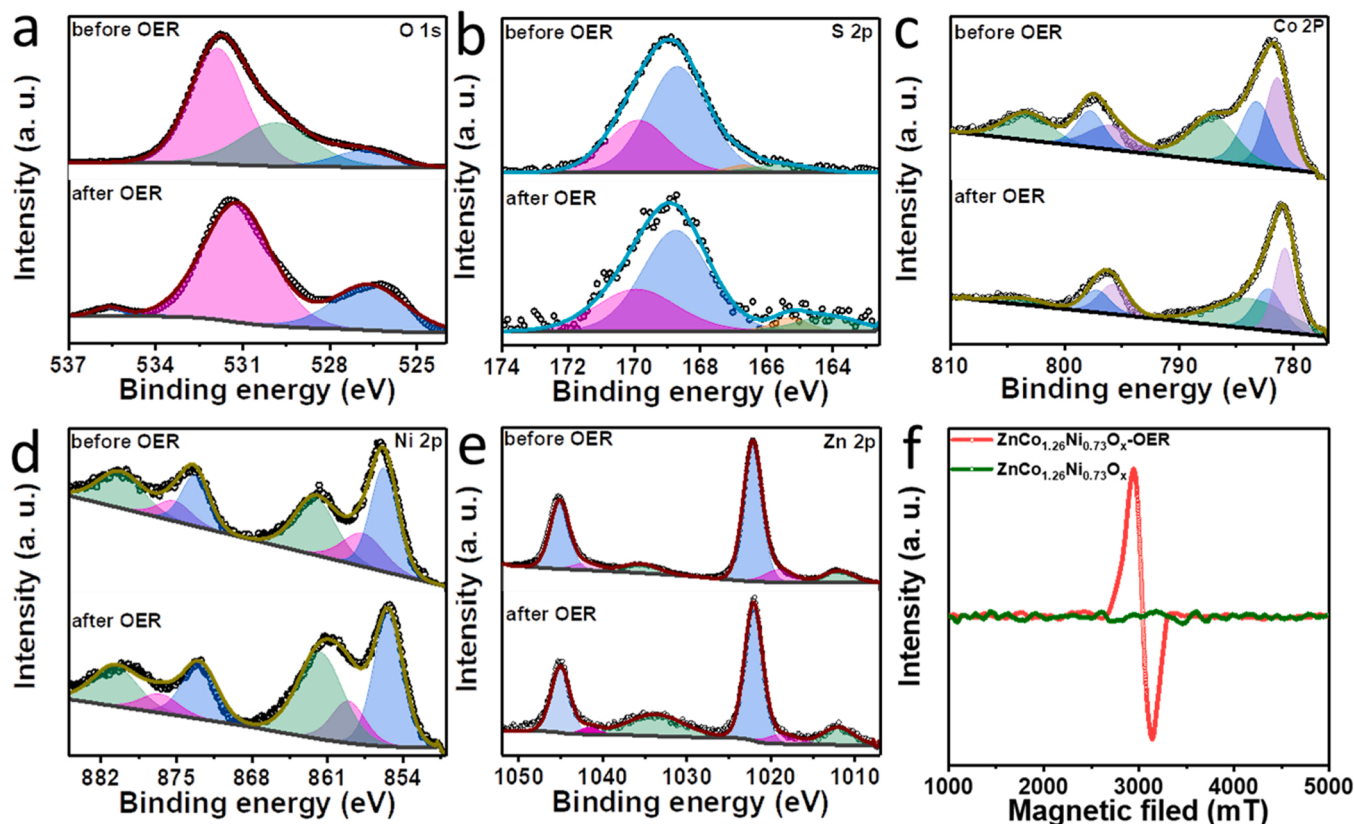 a
before OER
O 1s
after OER
Intensity (a. u.)
537
534
531
528
525
Binding energy (eV)
b
before OER
S 2p
after OER
Intensity (a. u.)
174
172
170
168
166
164
Binding energy (eV)
c
before OER
Co 2P
after OER
Intensity (a. u.)
810
800
790
780
Binding energy (eV)
d
before OER
Ni 2p
after OER
Intensity (a. u.)
882
875
868
861
854
Binding energy (eV)
e
before OER
Zn 2p
after OER
Intensity (a. u.)
1050
1040
1030
1020
1010
Binding energy (eV)
f
ZnCo1.26Ni0.73Ox-OER
ZnCo1.26Ni0.73Ox
Intensity (a. u.)
1000
2000
3000
4000
5000
Magnetic filed (mT)